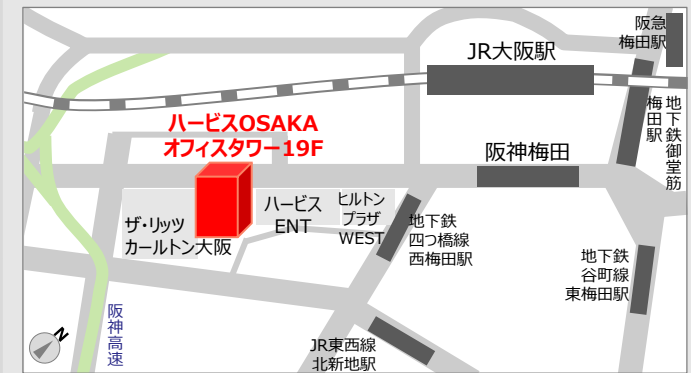 阪急
梅田駅
JR大阪駅
地下鉄御堂筋
梅田駅
ハービスOSAKA
オフィスタワー19F
阪神梅田
ハービス
ENT
ヒルトン
プラザ
WEST
ザ・リッツ
カールトン大阪
地下鉄
四つ橋線
西梅田駅
地下鉄
谷町線
東梅田駅
阪神高速
JR東西線
北新地駅
N